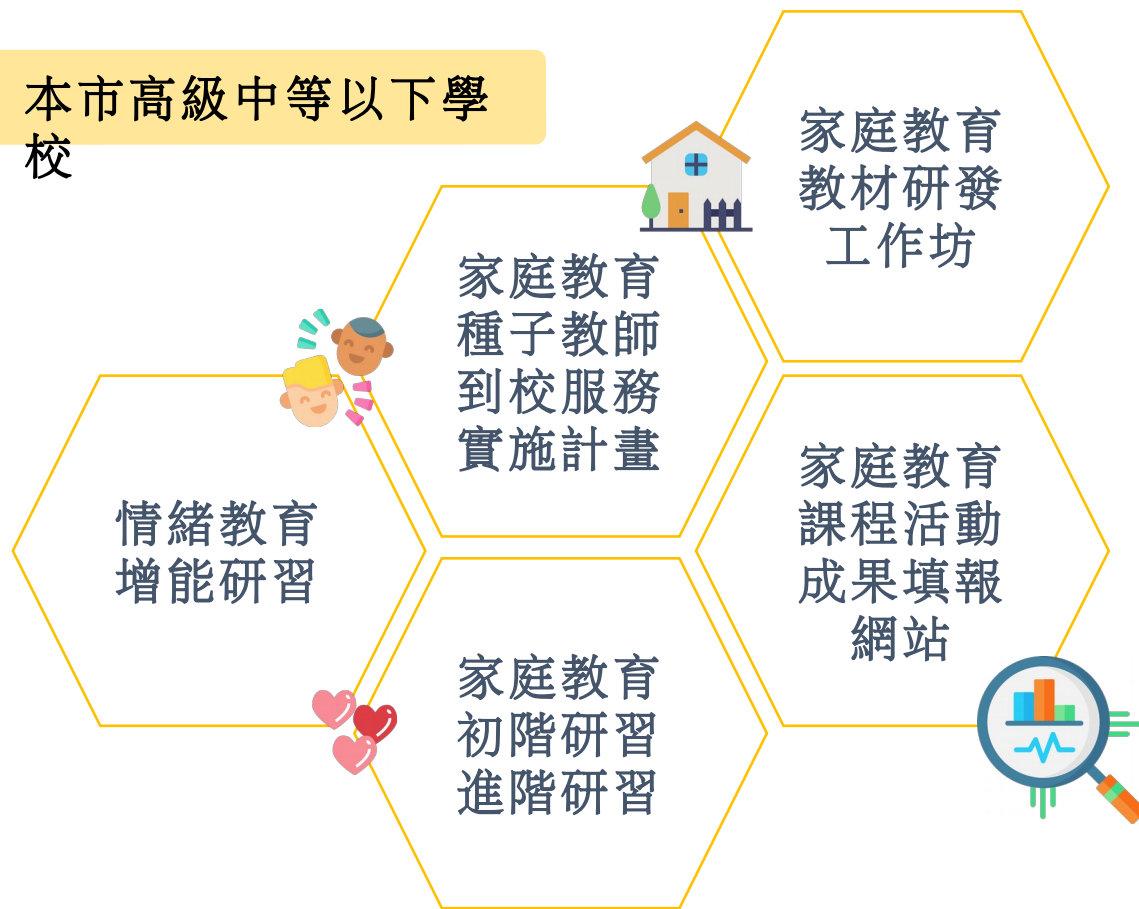 本市高級中等以下學
校
家庭教育
教材研發
工作坊
家庭教育
種子教師
到校服務
實施計畫
情緒教育
增能研習
家庭教育
課程活動
成果填報
網站
家庭教育
初階研習
進階研習